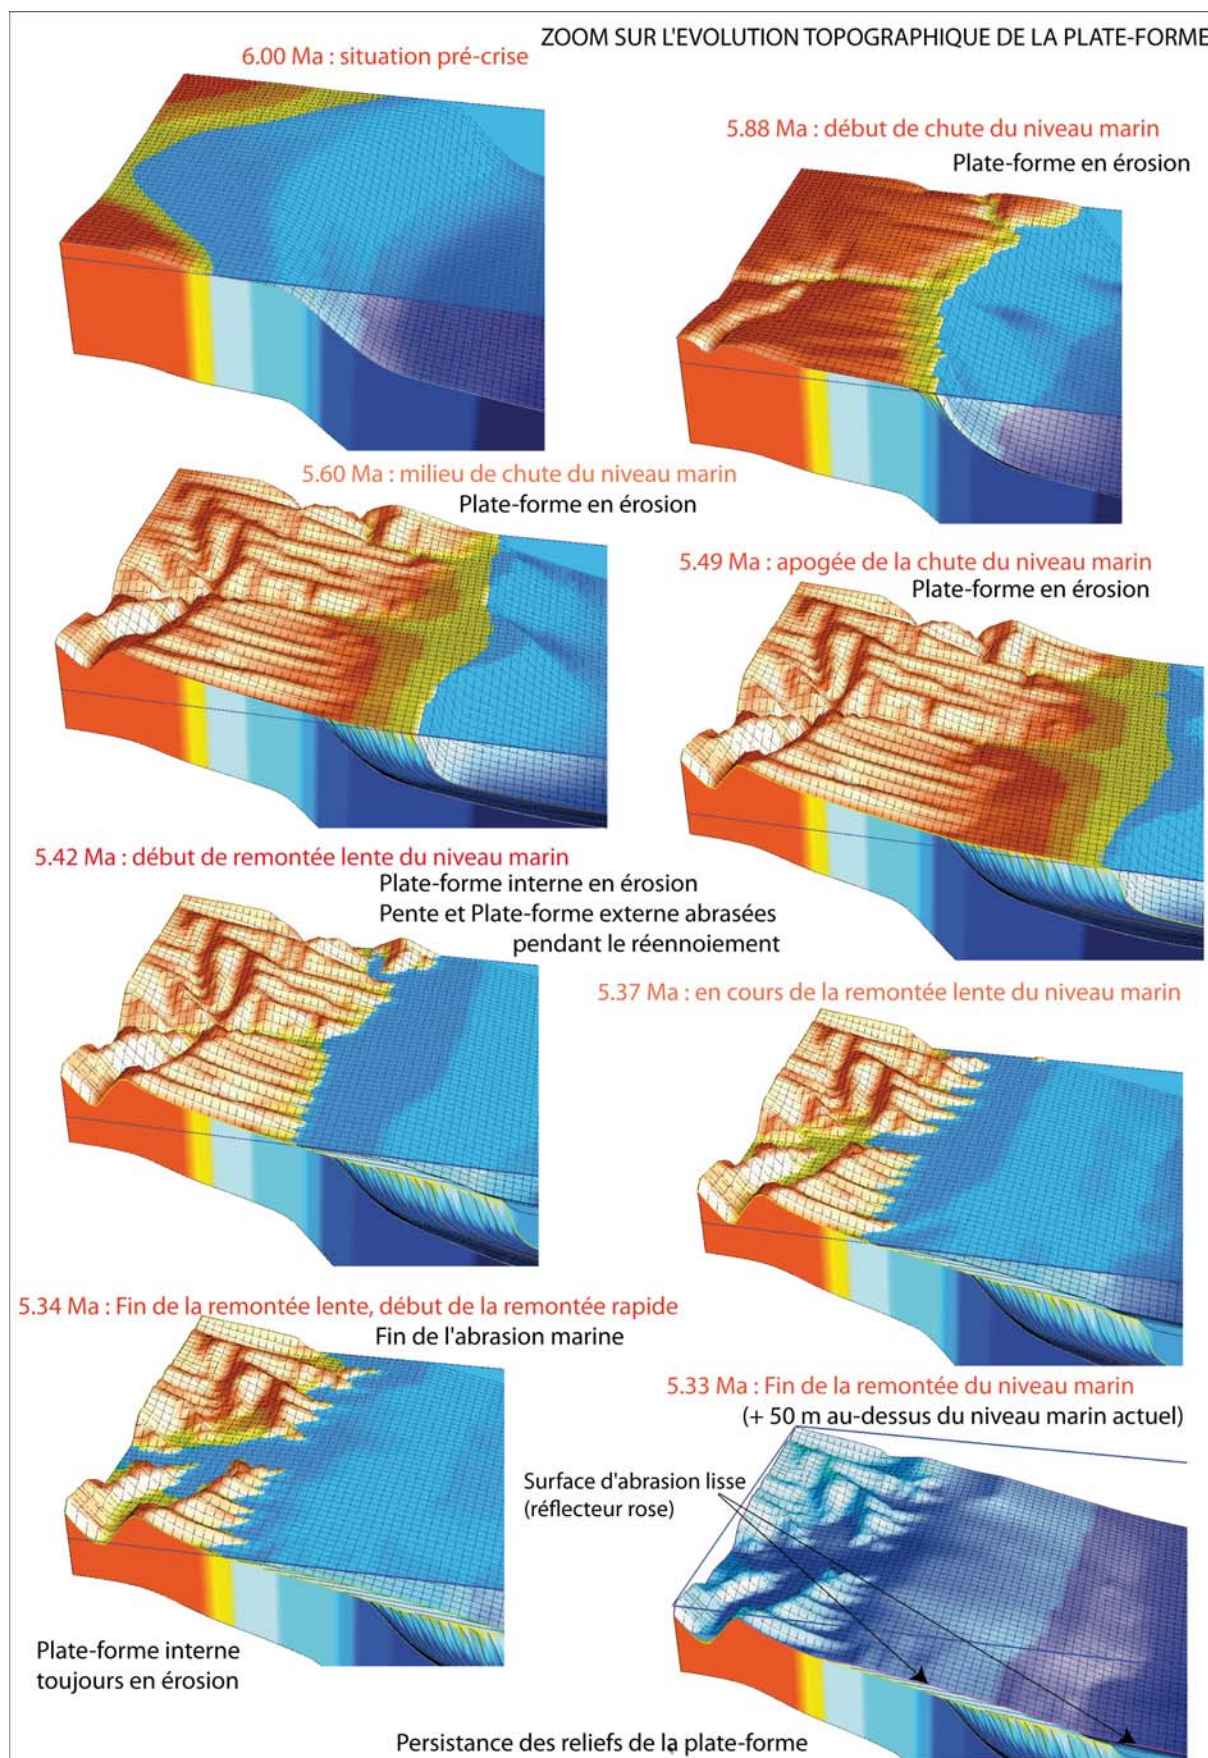 ZOOM SUR L'EVOLUTION TOPOGRAPHIQUE DE LA PLATE-FORME
6.00 Ma : situation pré-crise
5.88 Ma : début de chute du niveau marin
Plate-forme en érosion
5.60 Ma : milieu de chute du niveau marin
Plate-forme en érosion
5.49 Ma : apogée de la chute du niveau marin
Plate-forme en érosion
5.42 Ma : début de remontée lente du niveau marin
Plate-forme interne en érosion
Pente et Plate-forme externe abrasées
pendant le réennoiement
5.37 Ma : en cours de la remontée lente du niveau marin
5.34 Ma : Fin de la remontée lente, début de la remontée rapide
Fin de l'abrasion marine
5.33 Ma : Fin de la remontée du niveau marin
(+ 50 m au-dessus du niveau marin actuel)
Surface d'abrasion lisse
(réflecteur rose)
Plate-forme interne
toujours en érosion
Persistance des reliefs de la plate-forme